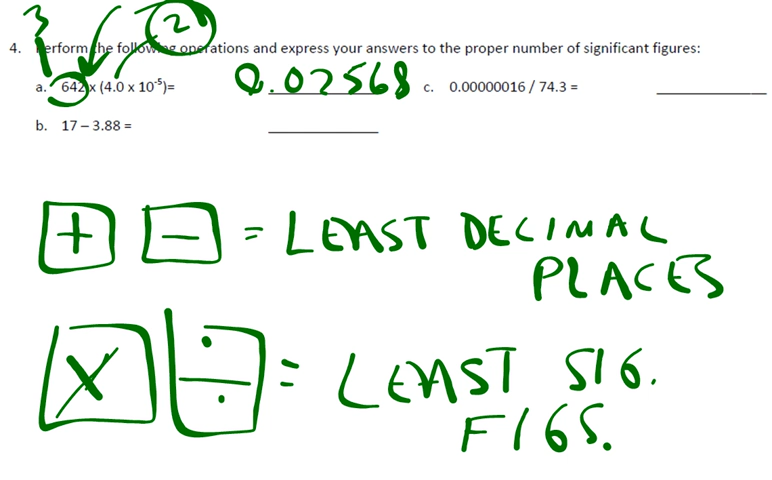 3 2
4. Perform the following operations and express your answers to the proper number of significant figures:
a. 642 x (4.0 x 10⁻⁵)= 0.02568 c. 0.00000016 / 74.3 = ________
b. 17 – 3.88 = ________
+ - = LEAST DECIMAL
PLACES
X ÷ = LEAST SIG.
FIGS.